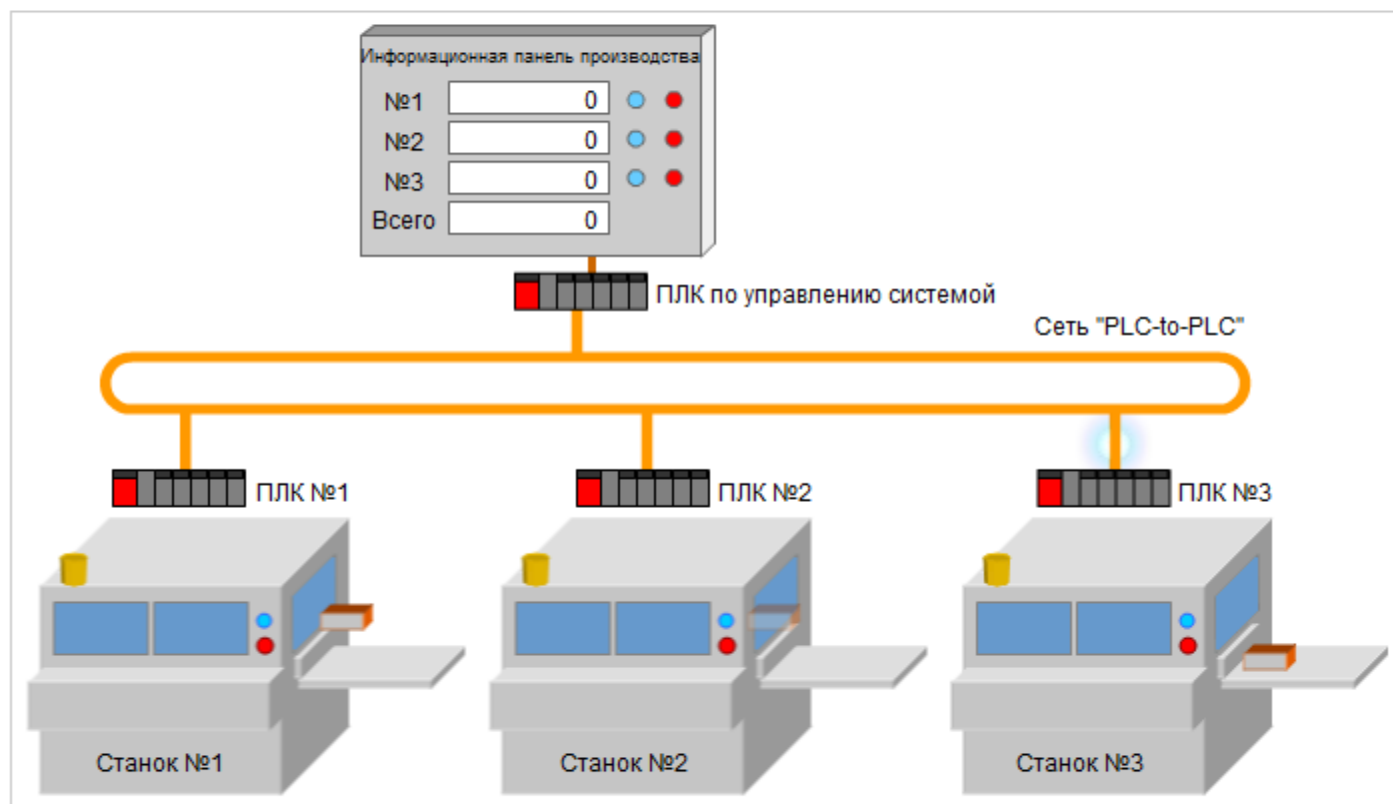 Информационная панель производства
№1 0
№2 0
№3 0
Всего 0
ПЛК по управлению системой
Сеть "PLC-to-PLC"
ПЛК №1
ПЛК №2
ПЛК №3
Станок №1
Станок №2
Станок №3